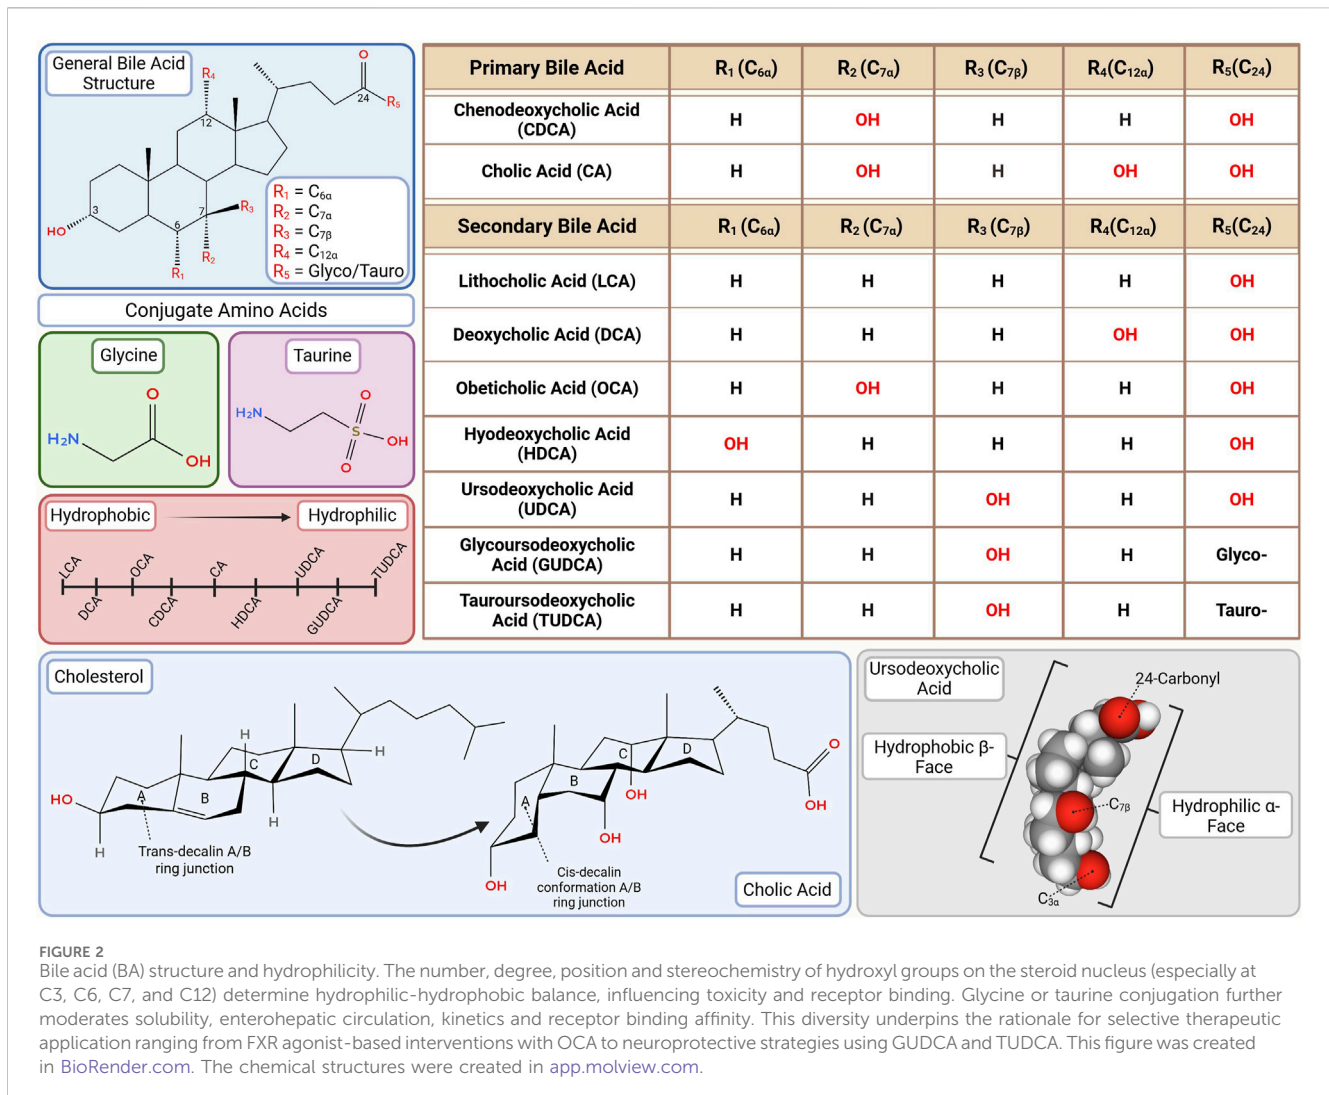 General Bile Acid
Structure
O
R4
24
R5
12
3
HO
6
7
R3
R2
R1
R1 = C6α
R2 = C7α
R3 = C7β
R4 = C12α
R5 = Glyco/Tauro
Conjugate Amino Acids
Glycine
H2N
O
OH
Taurine
H2N
O
S
OH
O
Hydrophobic
Hydrophilic
LCA
DCA
OCA
CDCA
CA
HDCA
UDCA
GUDCA
TUDCA
Primary Bile Acid R1 (C6α) R2 (C7α) R3 (C7β) R4(C12α) R5(C24)
Chenodeoxycholic Acid
(CDCA) H OH H H OH
Cholic Acid (CA) H OH H OH OH
Secondary Bile Acid R1 (C6α) R2 (C7α) R3 (C7β) R4(C12α) R5(C24)
Lithocholic Acid (LCA) H H H H OH
Deoxycholic Acid (DCA) H H H OH OH
Obeticholic Acid (OCA) H OH H H OH
Hyodeoxycholic Acid
(HDCA) OH H H H OH
Ursodeoxycholic Acid
(UDCA) H H OH H OH
Glycoursodeoxycholic
Acid (GUDCA) H H OH H Glyco-
Tauroursodeoxycholic
Acid (TUDCA) H H OH H Tauro-
Cholesterol
HO
H
A
B
C
D
H
H
H
Trans-decalin A/B
ring junction
A
B
C
D
O
OH
OH
OH
OH
Cis-decalin
conformation A/B
ring junction
Cholic Acid
Ursodeoxycholic
Acid
24-Carbonyl
Hydrophobic β-
Face
C7β
Hydrophilic α-
Face
C3α
FIGURE 2
Bile acid (BA) structure and hydrophilicity. The number, degree, position and stereochemistry of hydroxyl groups on the steroid nucleus (especially at
C3, C6, C7, and C12) determine hydrophilic-hydrophobic balance, influencing toxicity and receptor binding. Glycine or taurine conjugation further
moderates solubility, enterohepatic circulation, kinetics and receptor binding affinity. This diversity underpins the rationale for selective therapeutic
application ranging from FXR agonist-based interventions with OCA to neuroprotective strategies using GUDCA and TUDCA. This figure was created
in BioRender.com. The chemical structures were created in app.molview.com.